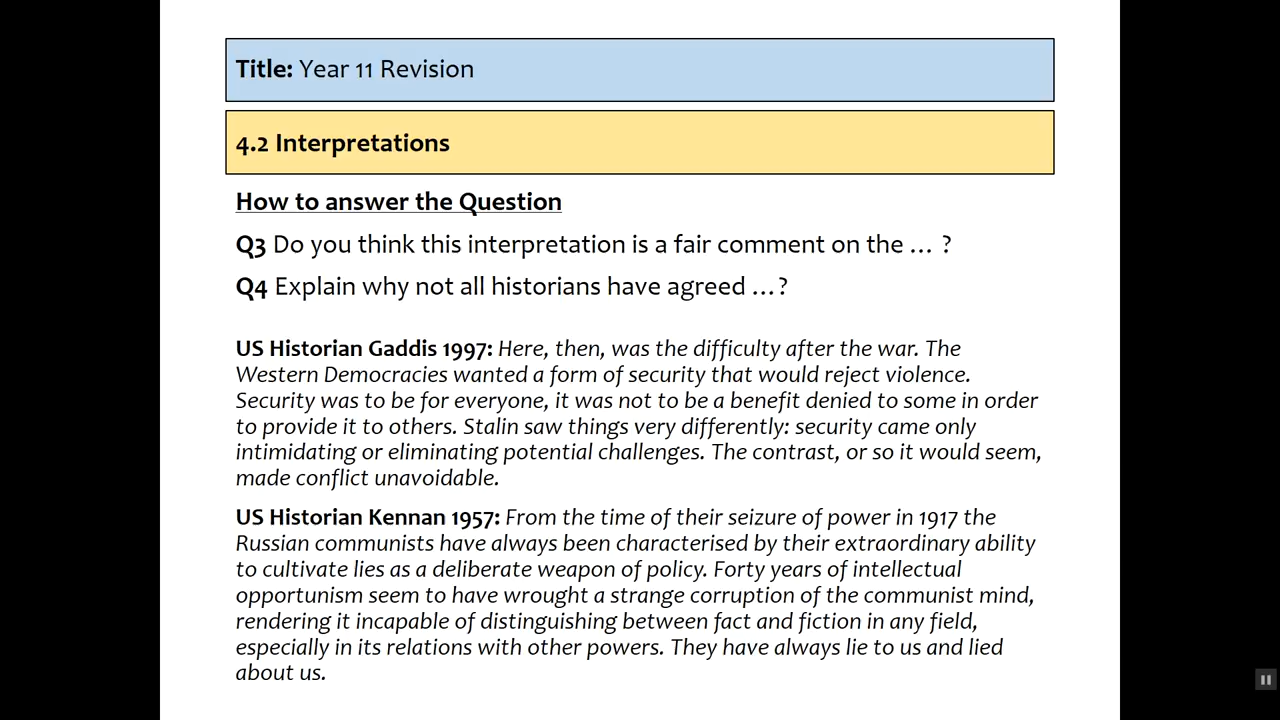 Title: Year 11 Revision
4.2 Interpretations
How to answer the Question
Q3 Do you think this interpretation is a fair comment on the … ?
Q4 Explain why not all historians have agreed …?
US Historian Gaddis 1997: Here, then, was the difficulty after the war. The
Western Democracies wanted a form of security that would reject violence.
Security was to be for everyone, it was not to be a benefit denied to some in order
to provide it to others. Stalin saw things very differently: security came only
intimidating or eliminating potential challenges. The contrast, or so it would seem,
made conflict unavoidable.
US Historian Kennan 1957: From the time of their seizure of power in 1917 the
Russian communists have always been characterised by their extraordinary ability
to cultivate lies as a deliberate weapon of policy. Forty years of intellectual
opportunism seem to have wrought a strange corruption of the communist mind,
rendering it incapable of distinguishing between fact and fiction in any field,
especially in its relations with other powers. They have always lie to us and lied
about us.